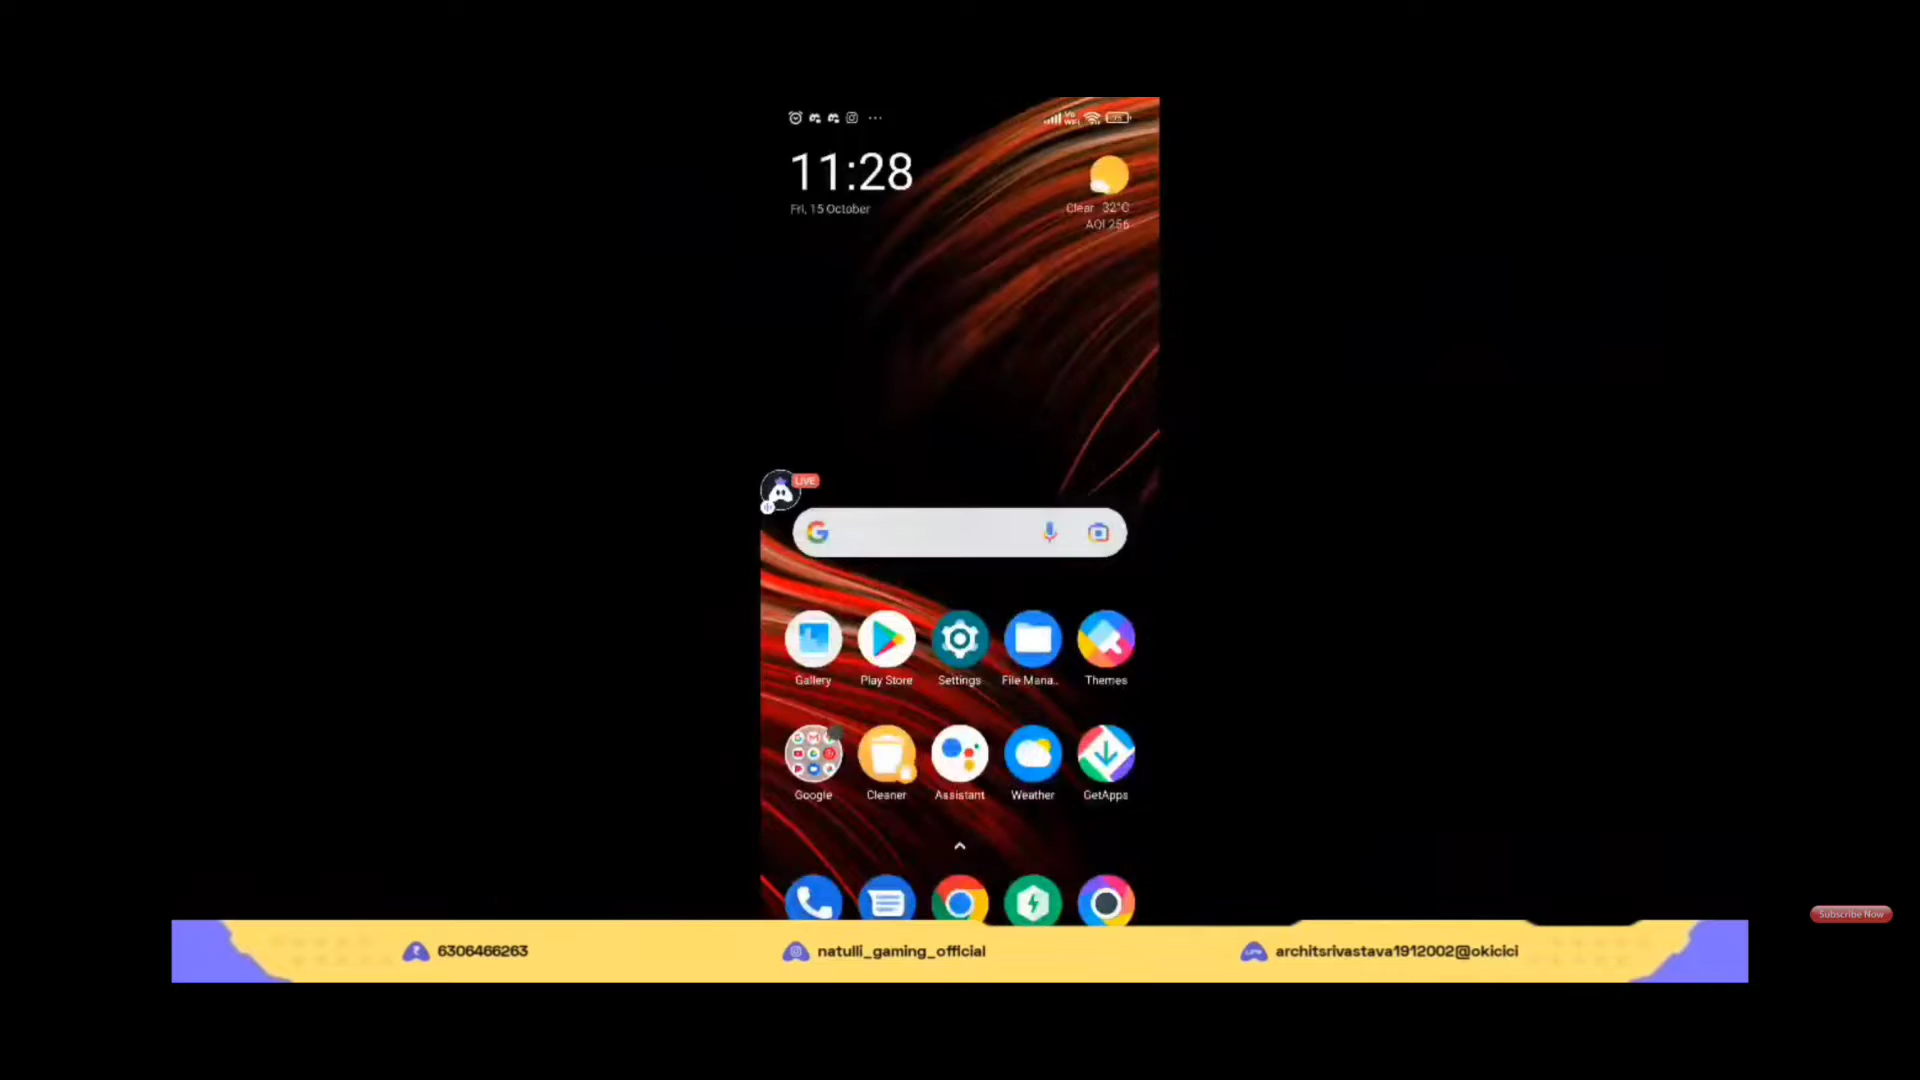 11:28
Fri, 15 October
Clear 32°C
AQI 256
LIVE
Gallery Play Store Settings File Mana.. Themes
Google Cleaner Assistant Weather GetApps
Subscribe Now
6306466263 natulli_gaming_official architsrivastava1912002@okicici